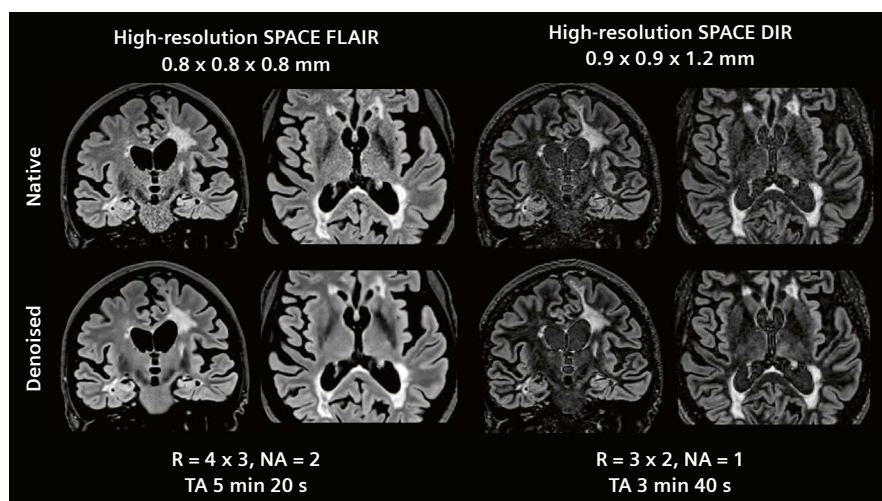 High-resolution SPACE FLAIR
0.8 x 0.8 x 0.8 mm
High-resolution SPACE DIR
0.9 x 0.9 x 1.2 mm
Native
Denoised
R = 4 x 3, NA = 2
TA 5 min 20 s
R = 3 x 2, NA = 1
TA 3 min 40 s